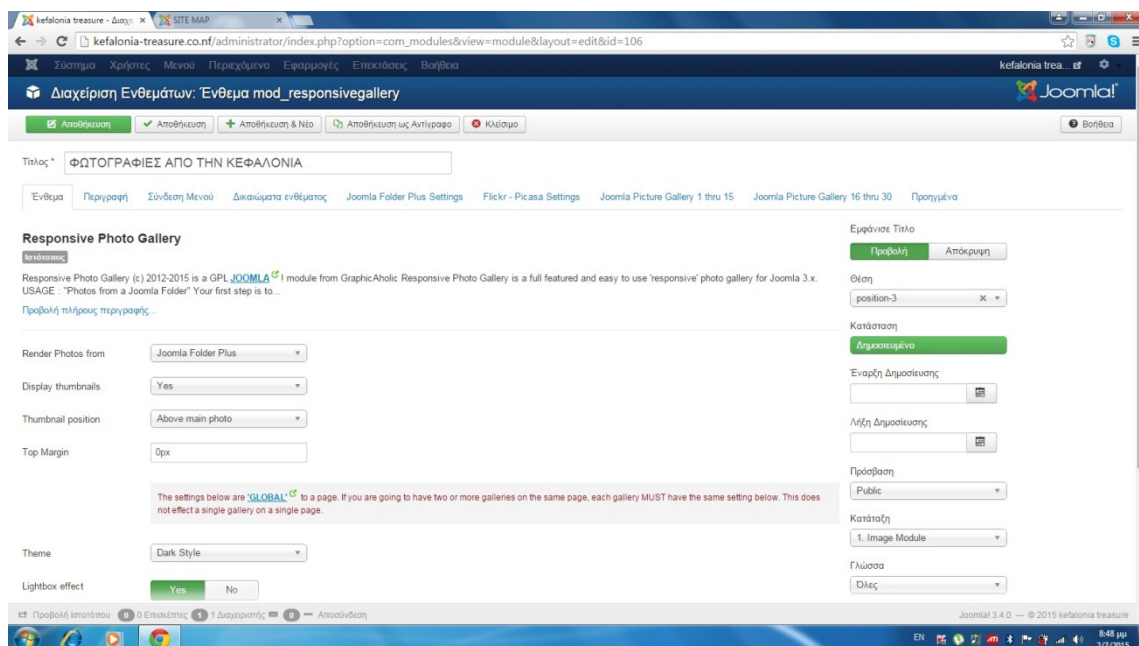 kefalonia treasure - Διαχε
SITE MAP
kefalonia-treasure.co.nf/administrator/index.php?option=com_modules&view=module&layout=edit&id=106
Σύστημα Χρήστες Μενού Περιεχόμενο Εφαρμογές Επεκτάσεις Βοήθεια
kefalonia trea...
Διαχείριση Ενθεμάτων: Ένθεμα mod_responsivegallery
Joomla!
Αποθήκευση Αποθήκευση Αποθήκευση & Νέο Αποθήκευση ως Αντίγραφο Κλείσιμο
Βοήθεια
Τίτλος * ΦΩΤΟΓΡΑΦΙΕΣ ΑΠΟ ΤΗΝ ΚΕΦΑΛΟΝΙΑ
Ένθεμα Περιγραφή Σύνδεση Μενού Δικαιώματα ενθέματος Joomla Folder Plus Settings Flickr - Picasa Settings Joomla Picture Gallery 1 thru 15 Joomla Picture Gallery 16 thru 30 Προηγμένα
Responsive Photo Gallery
Ιστότοπος
Responsive Photo Gallery (c) 2012-2015 is a GPL JOOMLA ! module from GraphicAholic Responsive Photo Gallery is a full featured and easy to use 'responsive' photo gallery for Joomla 3.x.
USAGE : "Photos from a Joomla Folder" Your first step is to...
Προβολή πλήρους περιγραφής...
Render Photos from Joomla Folder Plus
Display thumbnails Yes
Thumbnail position Above main photo
Top Margin 0px
The settings below are 'GLOBAL' to a page. If you are going to have two or more galleries on the same page, each gallery MUST have the same setting below. This does
not effect a single gallery on a single page.
Theme Dark Style
Lightbox effect Yes No
Εμφάνισε Τίτλο
Προβολή Απόκρυψη
Θέση
position-3
Κατάσταση
Δημοσιευμένο
Έναρξη Δημοσίευσης
Λήξη Δημοσίευσης
Πρόσβαση
Public
Κατάταξη
1. Image Module
Γλώσσα
Όλες
Προβολή Ιστοτόπου 0 0 Επισκέπτες 1 1 Διαχειριστής 0 Αποσύνδεση
Joomla! 3.4.0 — © 2015 kefalonia treasure
EN
8:48 μμ
2/7/2015